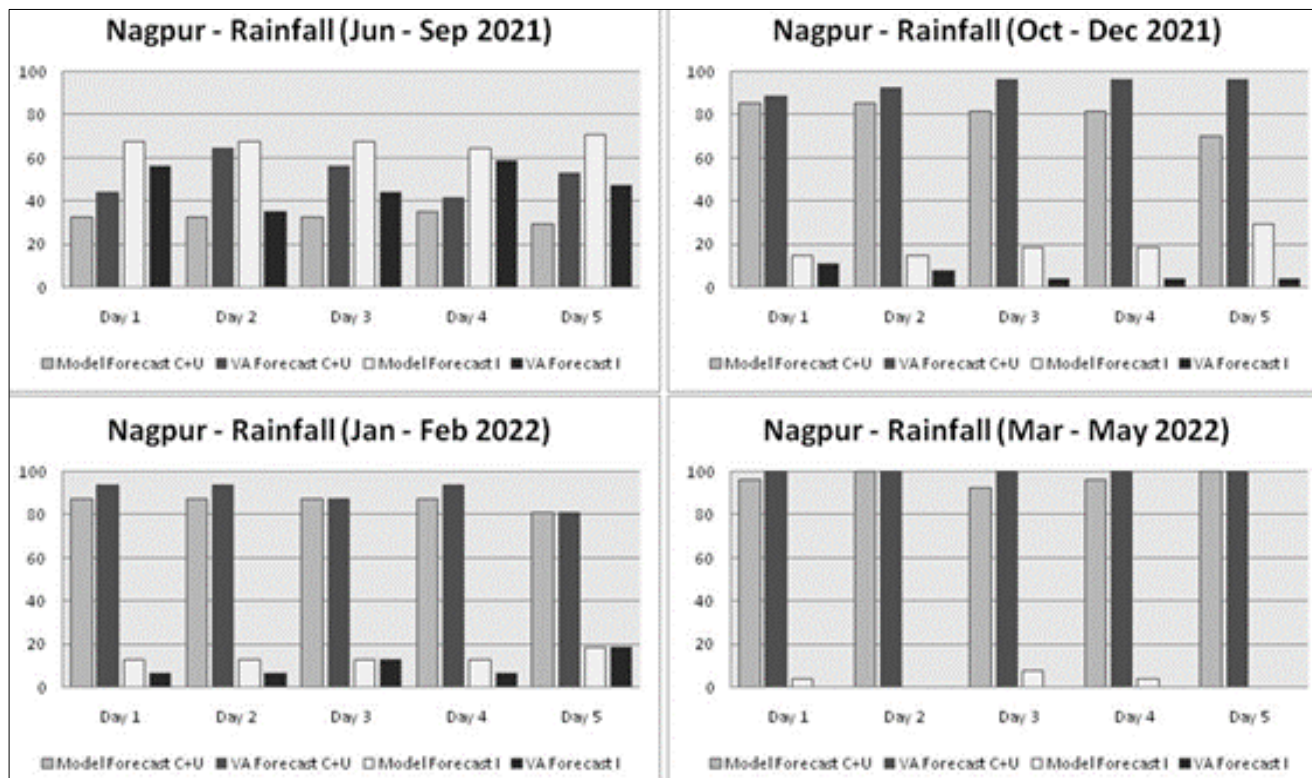 Nagpur - Rainfall (Jun - Sep 2021)
100
80
60
40
20
0
Day 1 Day 2 Day 3 Day 4 Day 5
Model Forecast C+U VA Forecast C+U Model Forecast I VA Forecast I
Nagpur - Rainfall (Oct - Dec 2021)
100
80
60
40
20
0
Day 1 Day 2 Day 3 Day 4 Day 5
Model Forecast C+U VA Forecast C+U Model Forecast I VA Forecast I
Nagpur - Rainfall (Jan - Feb 2022)
100
80
60
40
20
0
Day 1 Day 2 Day 3 Day 4 Day 5
Model Forecast C+U VA Forecast C+U Model Forecast I VA Forecast I
Nagpur - Rainfall (Mar - May 2022)
100
80
60
40
20
0
Day 1 Day 2 Day 3 Day 4 Day 5
Model Forecast C+U VA Forecast C+U Model Forecast I VA Forecast I